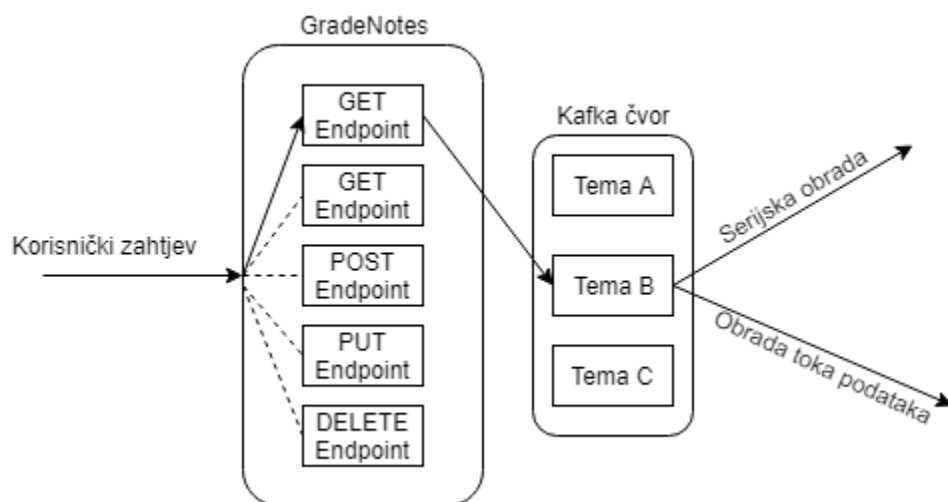 GradeNotes
GET
Endpoint
GET
Endpoint
POST
Endpoint
PUT
Endpoint
DELETE
Endpoint
Korisnički zahtjev
Kafka čvor
Tema A
Tema B
Tema C
Serijska obrada
Obrada toka podataka